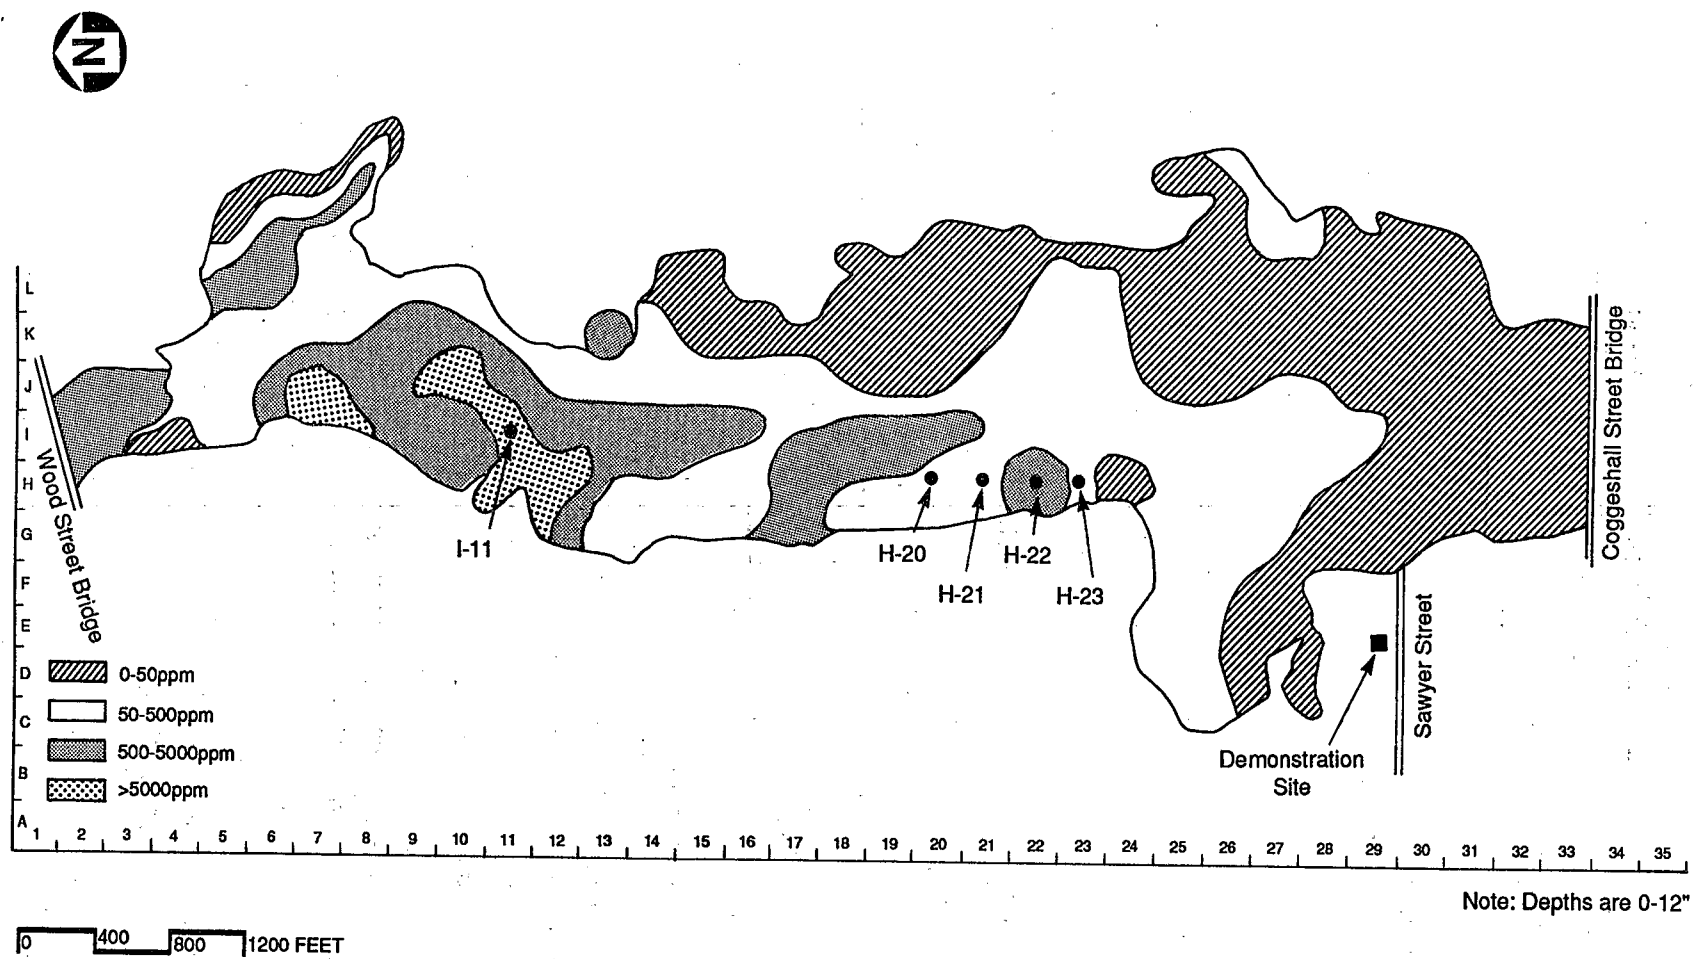 N
L
K
J
I
H
G
F
E
D
C
B
A
Wood Street Bridge
I-11
H-20
H-21
H-22
H-23
Coggeshall Street Bridge
Sawyer Street
Demonstration
Site
0-50ppm
50-500ppm
500-5000ppm
>5000ppm
1 2 3 4 5 6 7 8 9 10 11 12 13 14 15 16 17 18 19 20 21 22 23 24 25 26 27 28 29 30 31 32 33 34 35
Note: Depths are 0-12"
0 400 800 1200 FEET